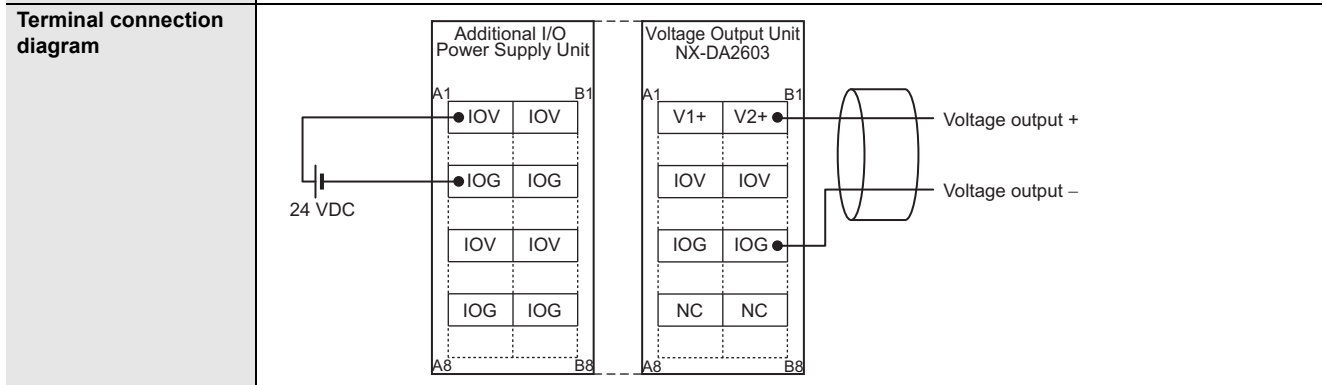 Terminal connection
diagram
Additional I/O
Power Supply Unit
A1 B1
IOV IOV
IOG IOG
IOV IOV
IOG IOG
A8 B8
24 VDC
Voltage Output Unit
NX-DA2603
A1 B1
V1+ V2+
IOV IOV
IOG IOG
NC NC
A8 B8
Voltage output +
Voltage output −